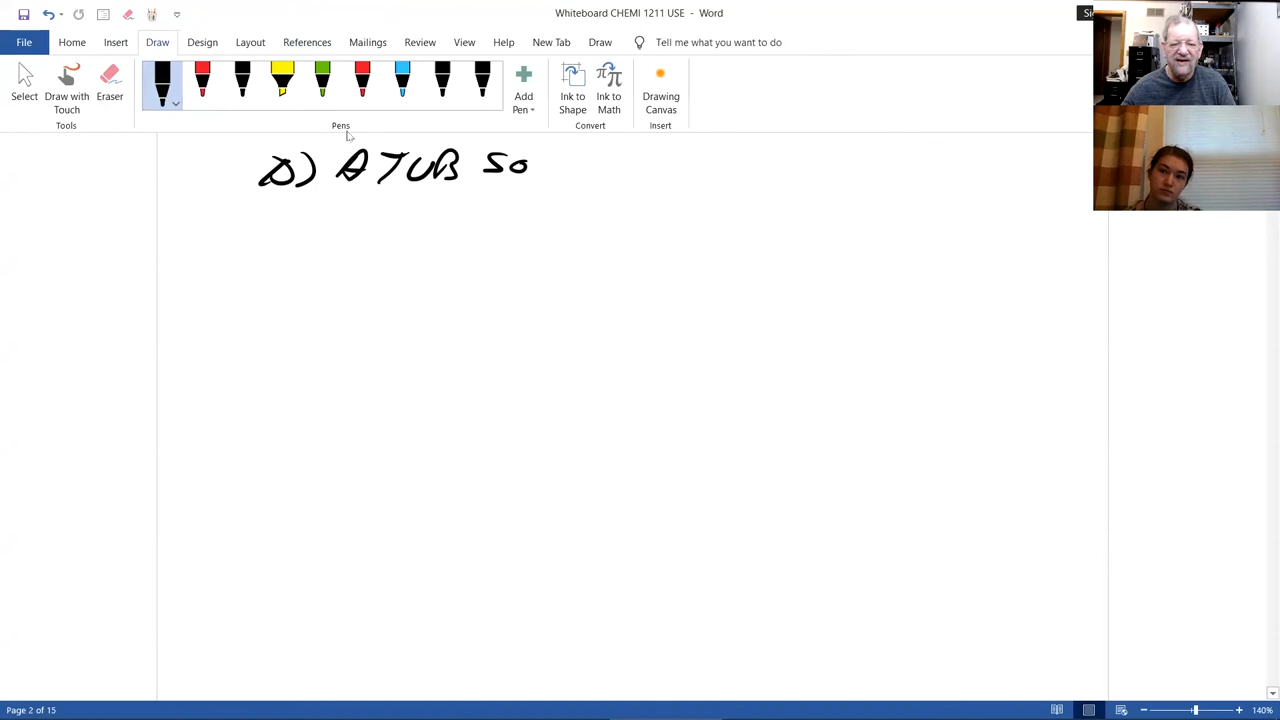 Whiteboard CHEMI 1211 USE - Word
File Home Insert Draw Design Layout References Mailings Review View Help New Tab Draw Tell me what you want to do
Select Draw with Touch Eraser Add Pen Ink to Shape Ink to Math Drawing Canvas
Tools Pens Convert Insert
D) A TUB SO
Page 2 of 15 140%